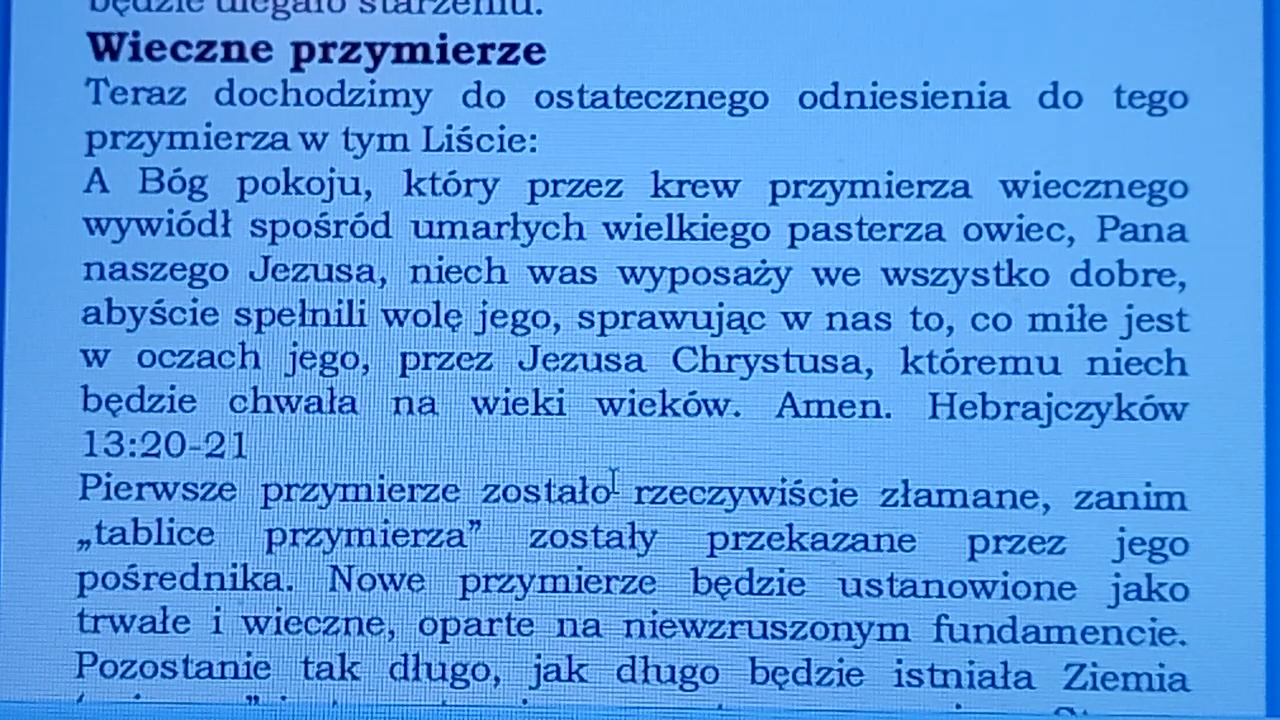 będzie ulegało starzeniu.
Wieczne przymierze
Teraz dochodzimy do ostatecznego odniesienia do tego
przymierza w tym Liście:
A Bóg pokoju, który przez krew przymierza wiecznego
wywiódł spośród umarłych wielkiego pasterza owiec, Pana
naszego Jezusa, niech was wyposaży we wszystko dobre,
abyście spełnili wolę jego, sprawując w nas to, co miłe jest
w oczach jego, przez Jezusa Chrystusa, któremu niech
będzie chwała na wieki wieków. Amen. Hebrajczyków
13:20-21
Pierwsze przymierze zostało rzeczywiście złamane, zanim
„tablice przymierza” zostały przekazane przez jego
pośrednika. Nowe przymierze będzie ustanowione jako
trwałe i wieczne, oparte na niewzruszonym fundamencie.
Pozostanie tak długo, jak długo będzie istniała Ziemia